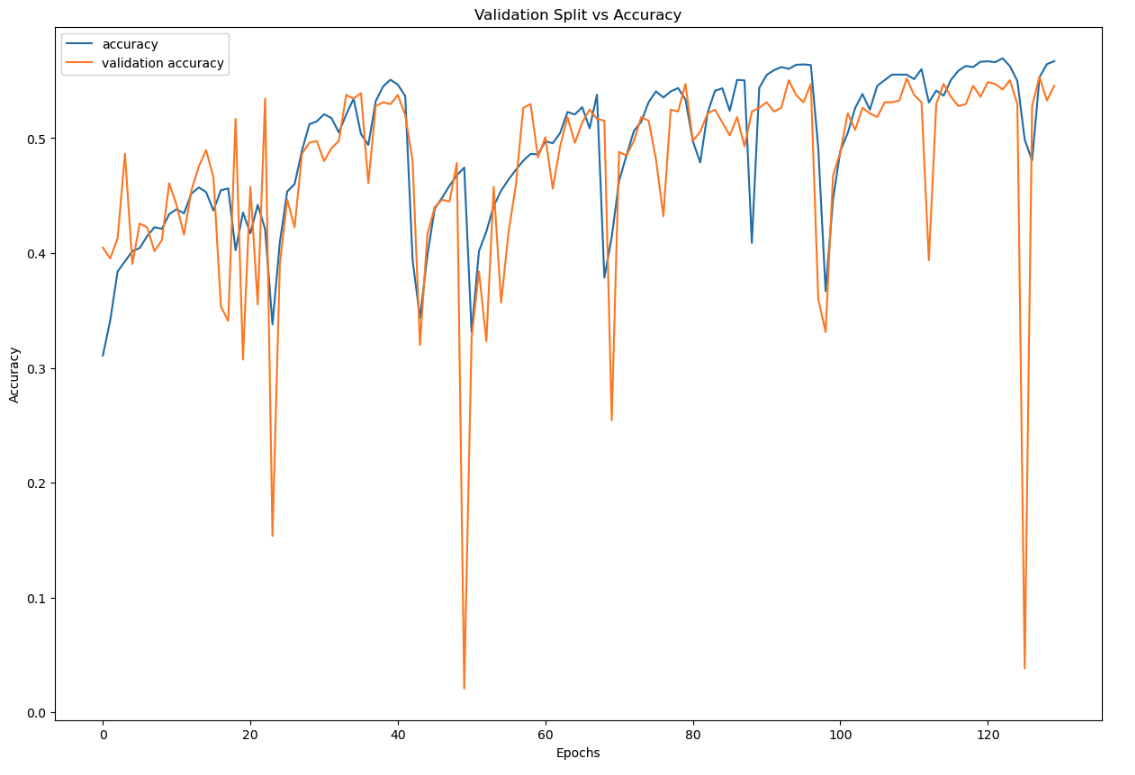 Validation Split vs Accuracy
accuracy
validation accuracy
0.5
0.4
0.3
0.2
0.1
0.0
Accuracy
0 20 40 60 80 100 120
Epochs